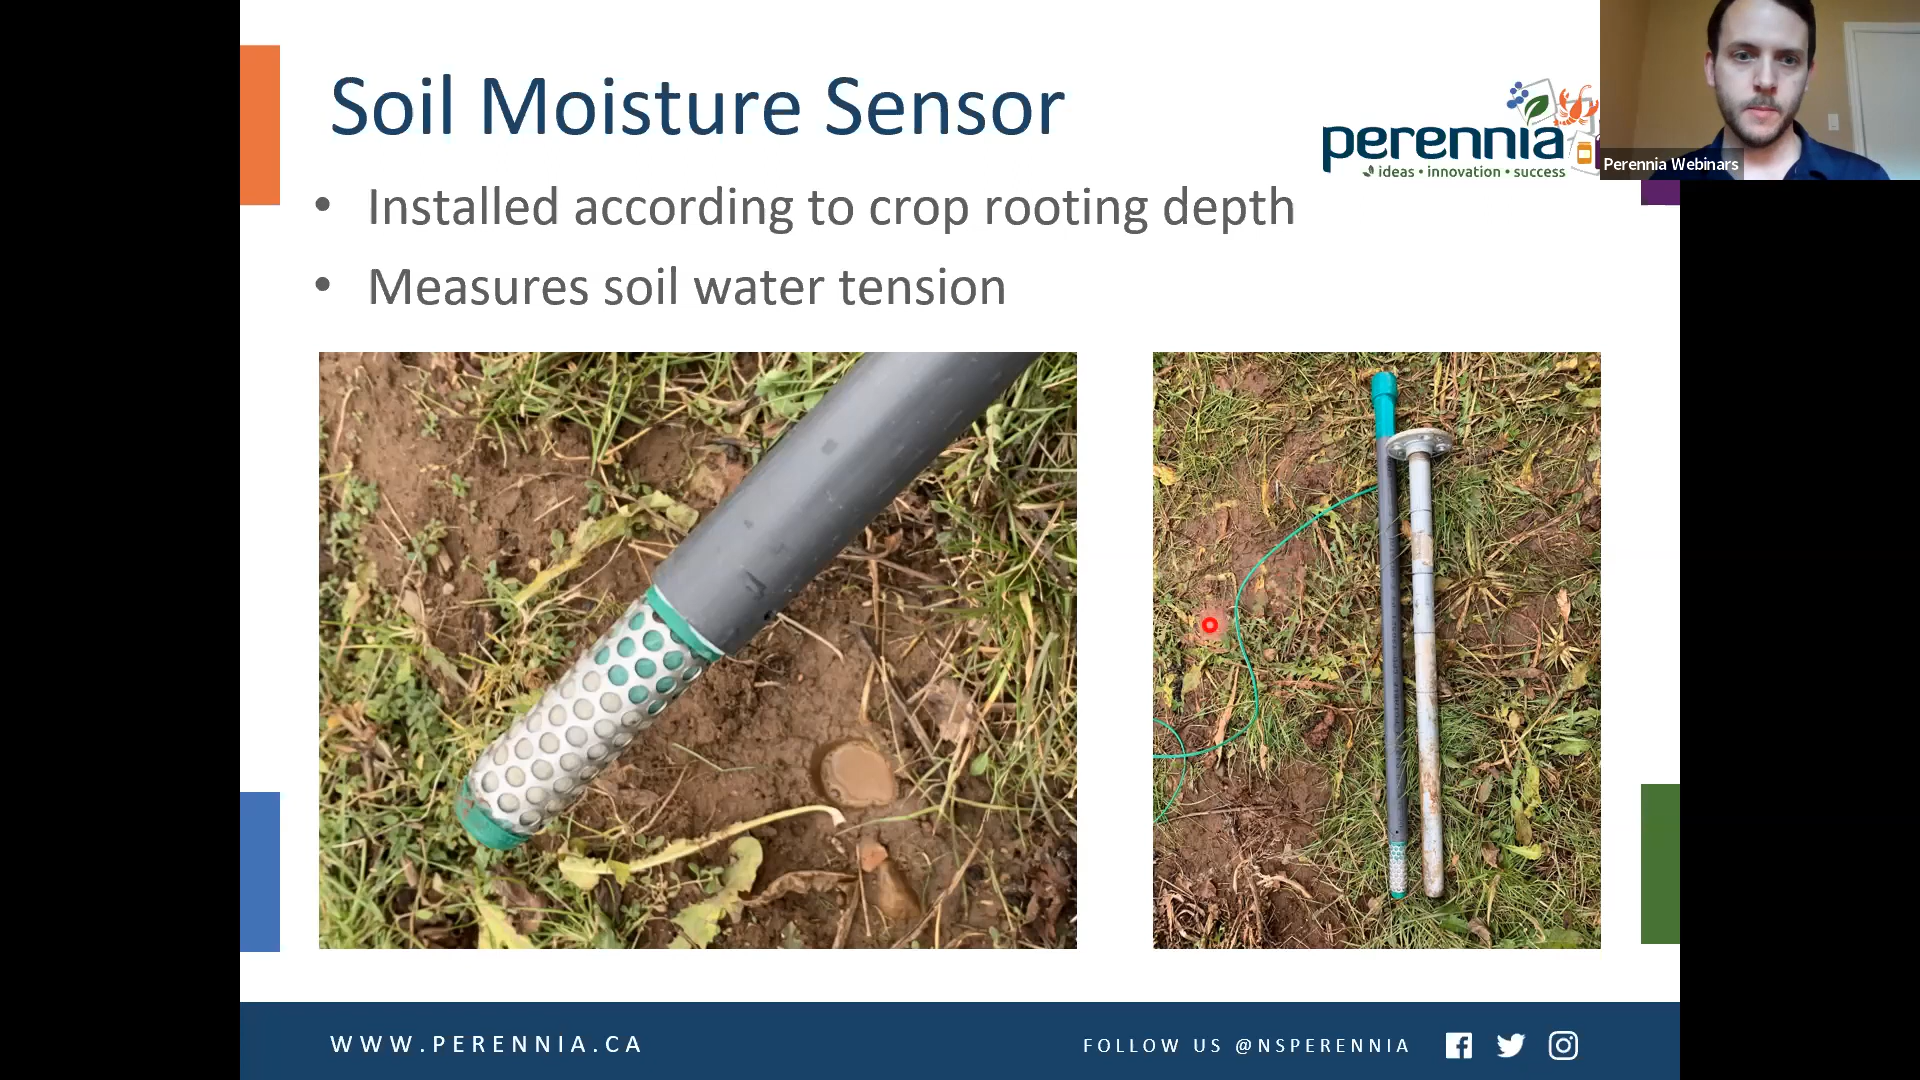 Soil Moisture Sensor
perennia
ideas • innovation • success
Perennia Webinars
• Installed according to crop rooting depth
• Measures soil water tension
WWW.PERENNIA.CA
FOLLOW US @NSPERENNIA